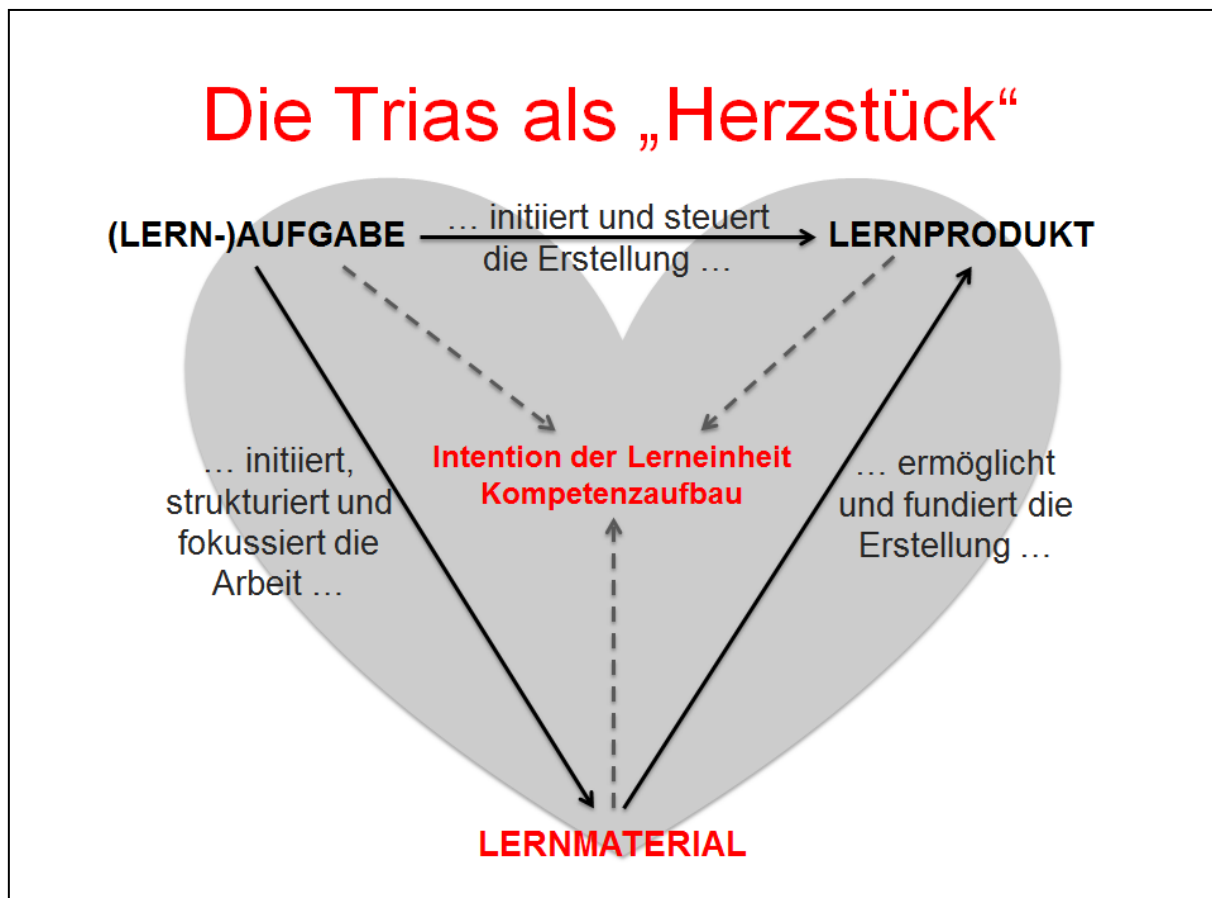 Die Trias als „Herzstück“
(LERN-)AUFGABE
… initiiert und steuert
die Erstellung …
LERNPRODUKT
… initiiert,
strukturiert und
fokussiert die
Arbeit …
Intention der Lerneinheit
Kompetenzaufbau
… ermöglicht
und fundiert die
Erstellung …
LERNMATERIAL